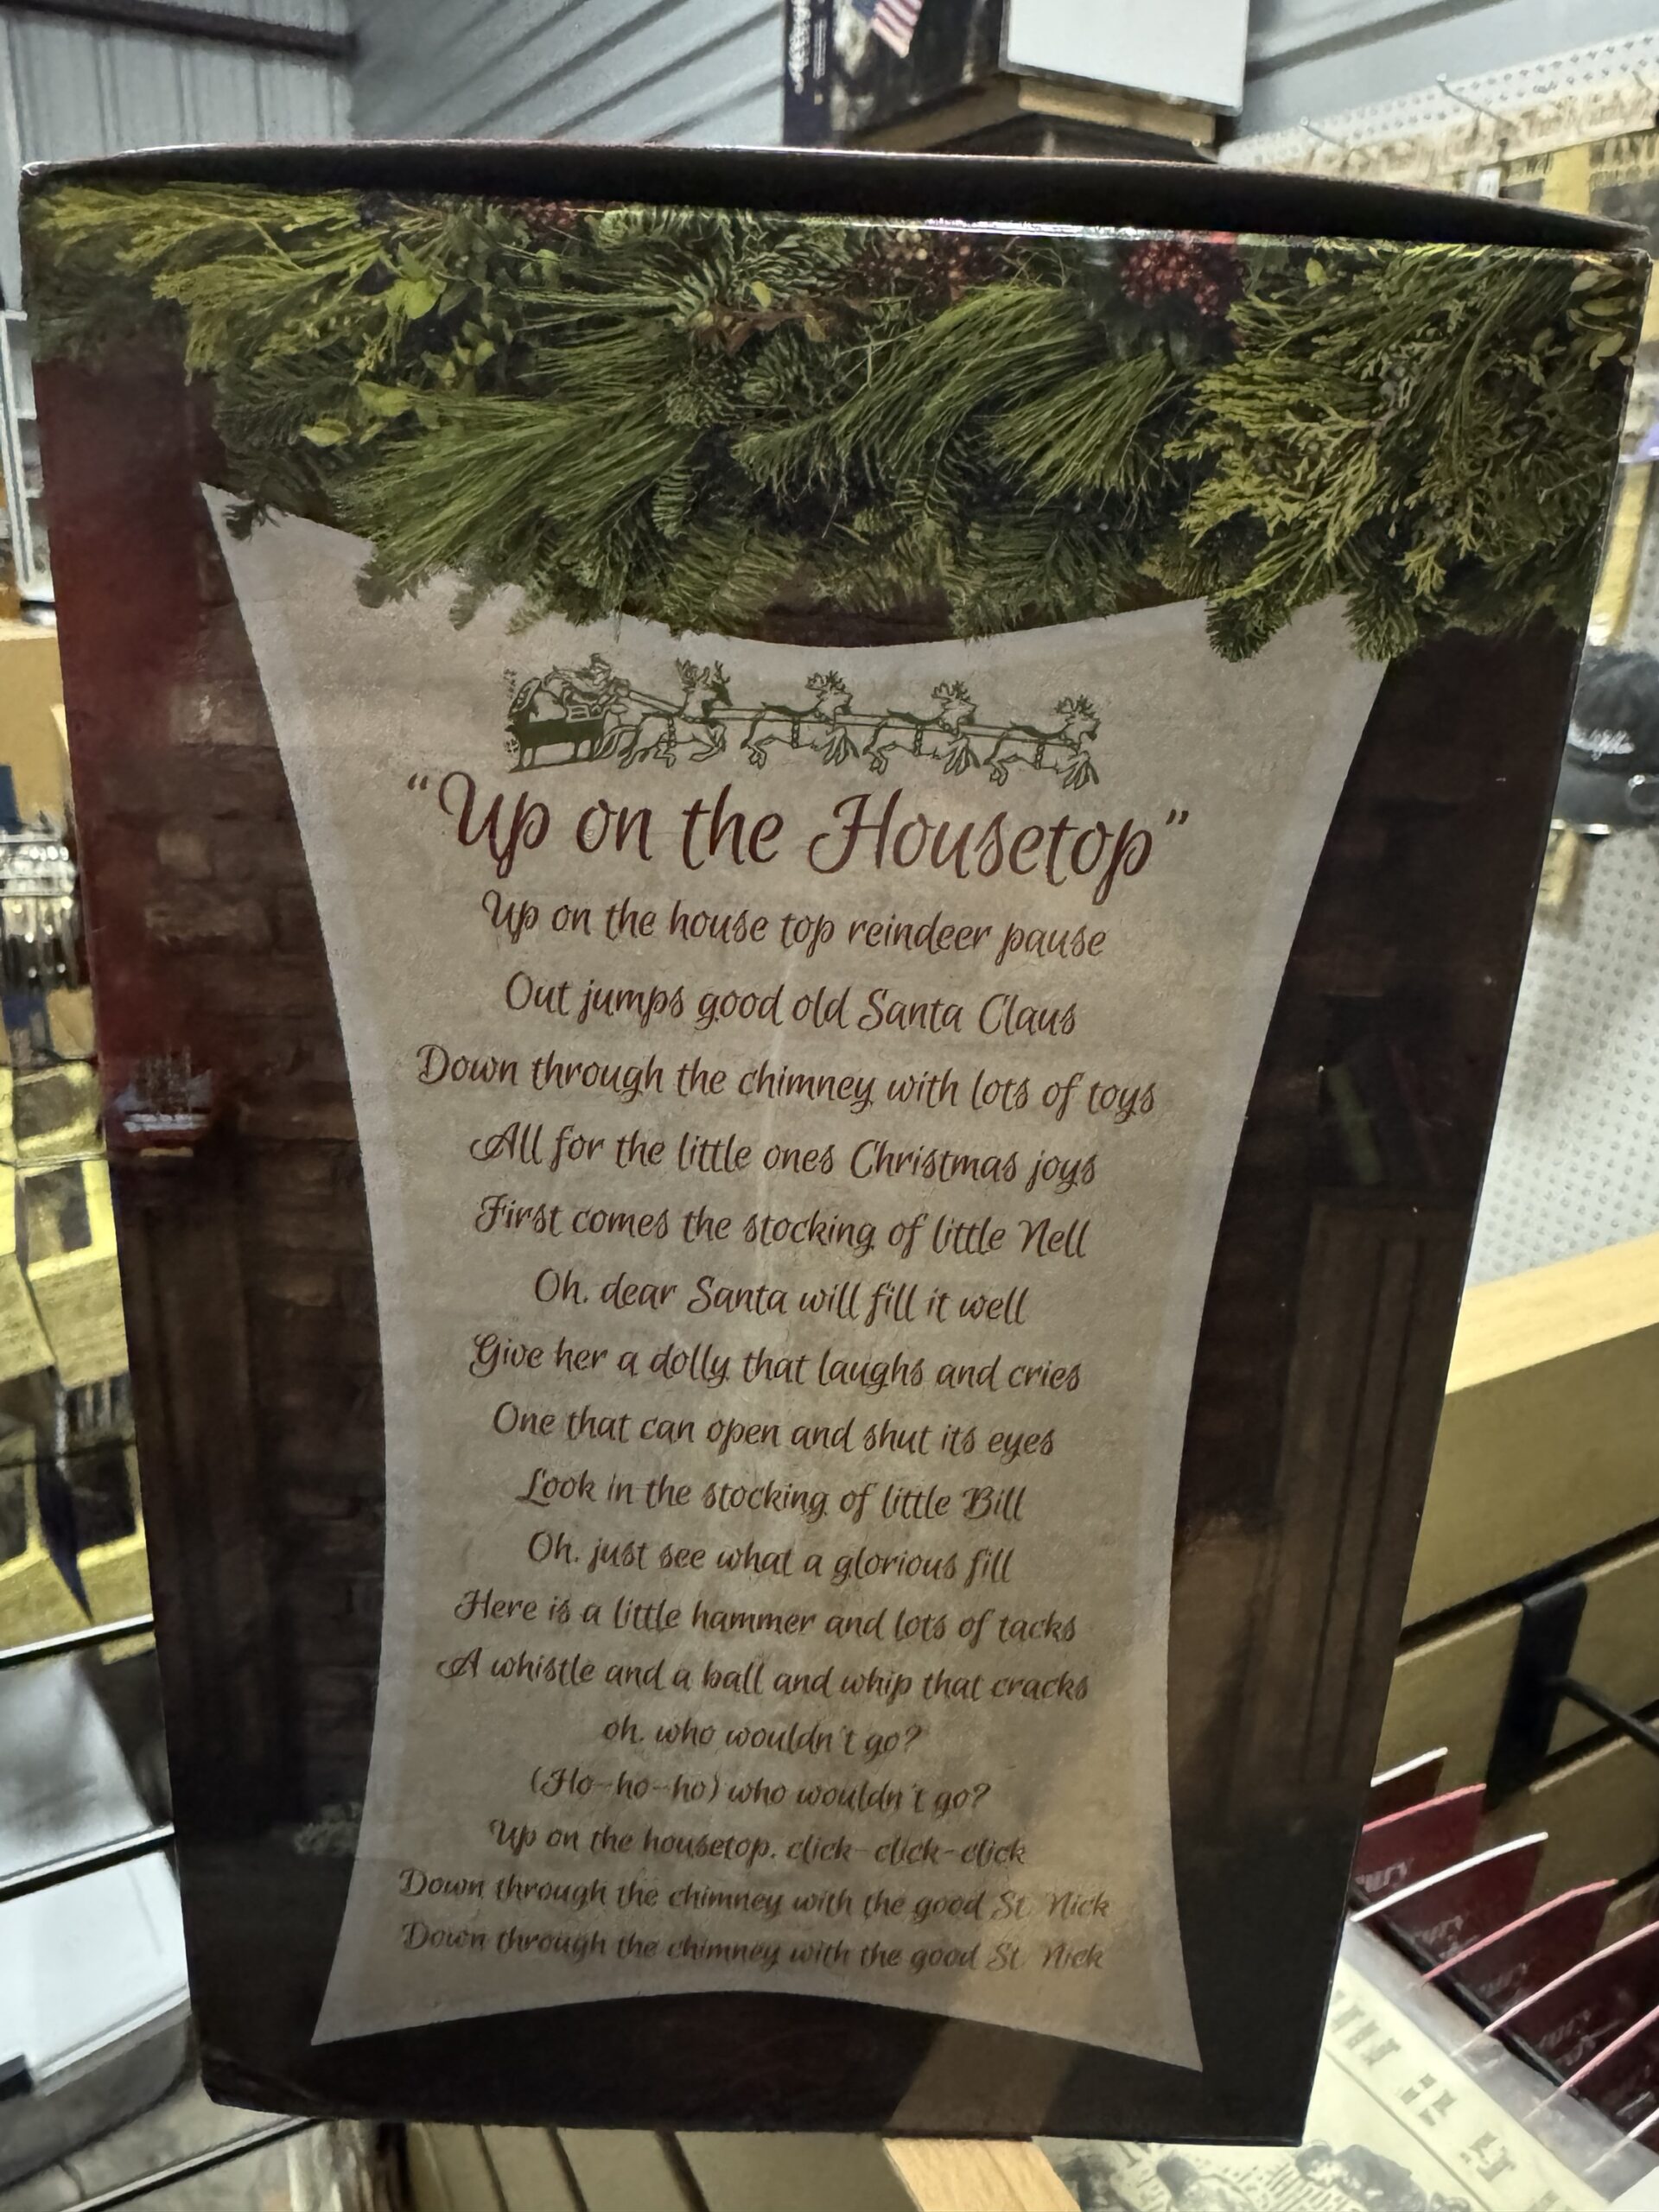 “Up on the Housetop”
Up on the house top reindeer pause
Out jumps good old Santa Claus
Down through the chimney with lots of toys
All for the little ones Christmas joys
First comes the stocking of little Nell
Oh, dear Santa will fill it well
Give her a dolly that laughs and cries
One that can open and shut its eyes
Look in the stocking of little Bill
Oh, just see what a glorious fill
Here is a little hammer and lots of tacks
A whistle and a ball and whip that cracks
oh, who wouldn't go?
(Ho-ho-ho) who wouldn't go?
Up on the housetop, click-click-click
Down through the chimney with the good St Nick
Down through the chimney with the good St Nick